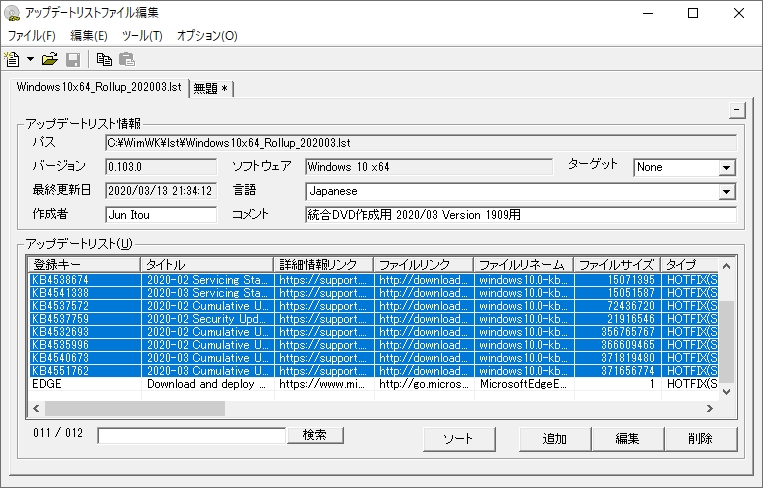 アップデートリストファイル編集
ファイル(F) 編集(E) ツール(T) オプション(O)
Windows10x64_Rollup_202003.lst 無題 *
アップデートリスト情報
パス C:¥WimWK¥lst¥Windows10x64_Rollup_202003.lst
バージョン 0.103.0 ソフトウェア Windows 10 x64 ターゲット None
最終更新日 2020/03/13 21:34:12 言語 Japanese
作成者 Jun Itou コメント 統合DVD作成用 2020/03 Version 1909用
アップデートリスト(U)
登録キー タイトル 詳細情報リンク ファイルリンク ファイルリネーム ファイルサイズ タイプ
KB4538674 2020-02 Servicing Sta... https://support.... http://download... windows10.0-kb... 15071395 HOTFIX(S
KB4541338 2020-03 Servicing Sta... https://support.... http://download... windows10.0-kb... 15051587 HOTFIX(S
KB4537572 2020-02 Cumulative U... https://support.... http://download... windows10.0-kb... 72436720 HOTFIX(S
KB4537759 2020-02 Security Upd... https://support.... http://download... windows10.0-kb... 21916546 HOTFIX(S
KB4532693 2020-02 Cumulative U... https://support.... http://download... windows10.0-kb... 356765767 HOTFIX(S
KB4535996 2020-02 Cumulative U... https://support.... http://download... windows10.0-kb... 366609465 HOTFIX(S
KB4540673 2020-03 Cumulative U... https://support.... http://download... windows10.0-kb... 371819480 HOTFIX(S
KB4551762 2020-03 Cumulative U... https://support.... http://download... windows10.0-kb... 371656774 HOTFIX(S
EDGE Download and deploy ... https://www.mi... http://go.micros... MicrosoftEdgeE... 1 HOTFIX(S
011 / 012 検索 ソート 追加 編集 削除